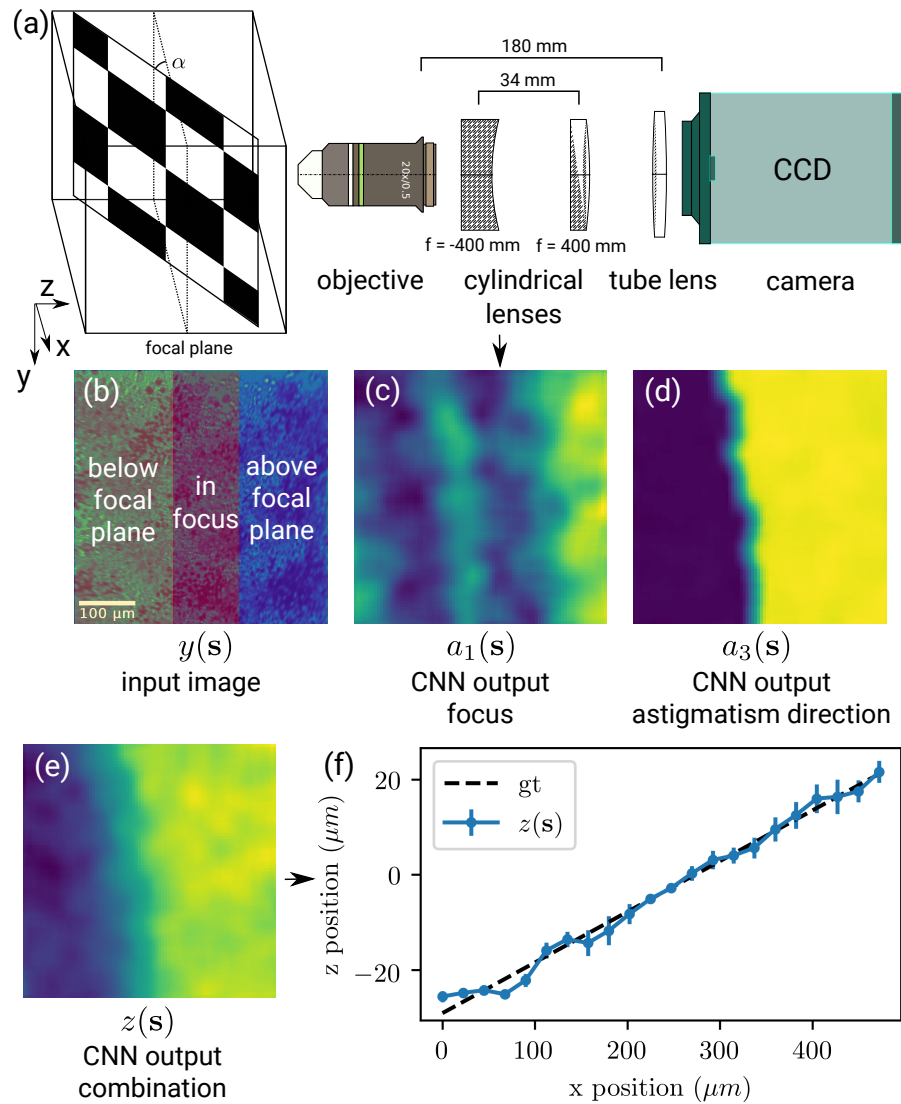 (a)
α
180 mm
34 mm
20x/0.5
CCD
f = -400 mm
f = 400 mm
objective
cylindrical
lenses
tube lens
camera
z
x
y
focal plane
(b)
below
focal
plane
in
focus
above
focal
plane
100 μm
y(s)
input image
(c)
a₁(s)
CNN output
focus
(d)
a₃(s)
CNN output
astigmatism direction
(e)
z(s)
CNN output
combination
(f)
gt
z(s)
20
0
−20
z position (μm)
0
100
200
300
400
x position (μm)